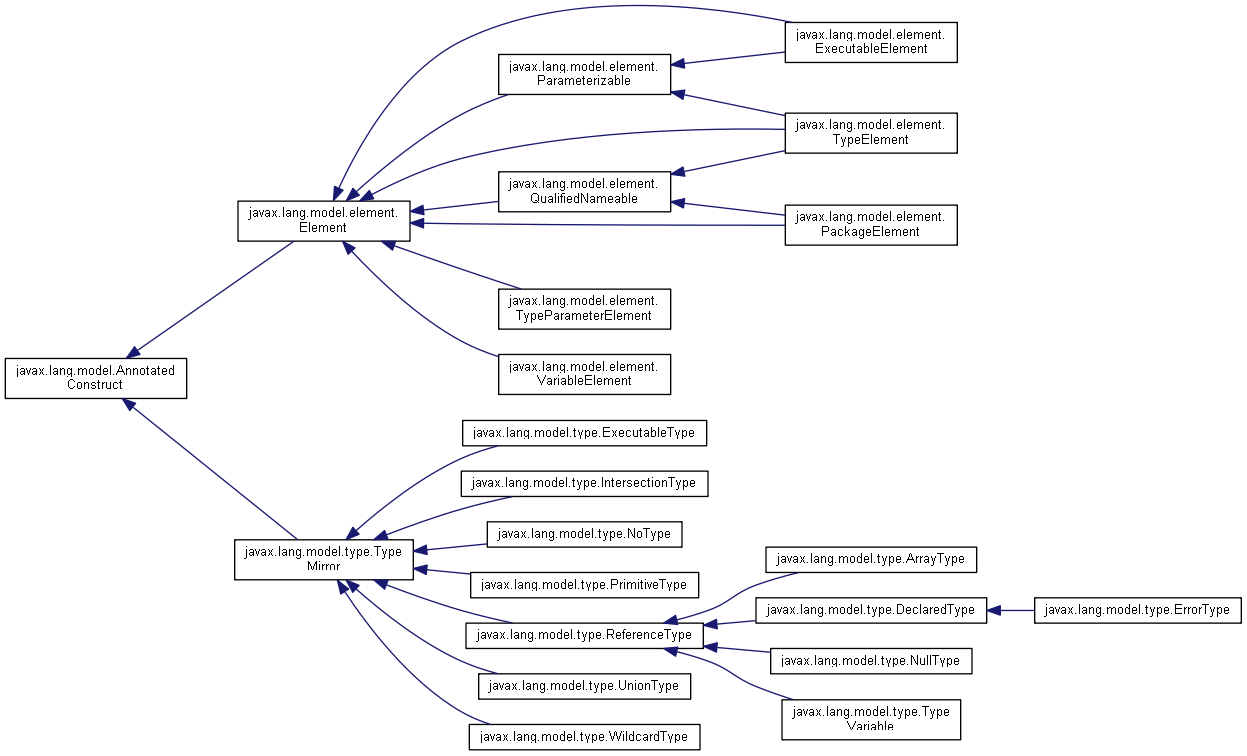 javax.lang.model.element.
ExecutableElement
javax.lang.model.element.
Parameterizable
javax.lang.model.element.
TypeElement
javax.lang.model.element.
QualifiedNameable
javax.lang.model.element.
Element
javax.lang.model.element.
PackageElement
javax.lang.model.element.
TypeParameterElement
javax.lang.model.element.
VariableElement
javax.lang.model.Annotated
Construct
javax.lang.model.type.ExecutableType
javax.lang.model.type.IntersectionType
javax.lang.model.type.NoType
javax.lang.model.type.Type
Mirror
javax.lang.model.type.ArrayType
javax.lang.model.type.PrimitiveType
javax.lang.model.type.DeclaredType
javax.lang.model.type.ErrorType
javax.lang.model.type.ReferenceType
javax.lang.model.type.NullType
javax.lang.model.type.UnionType
javax.lang.model.type.Type
Variable
javax.lang.model.type.WildcardType